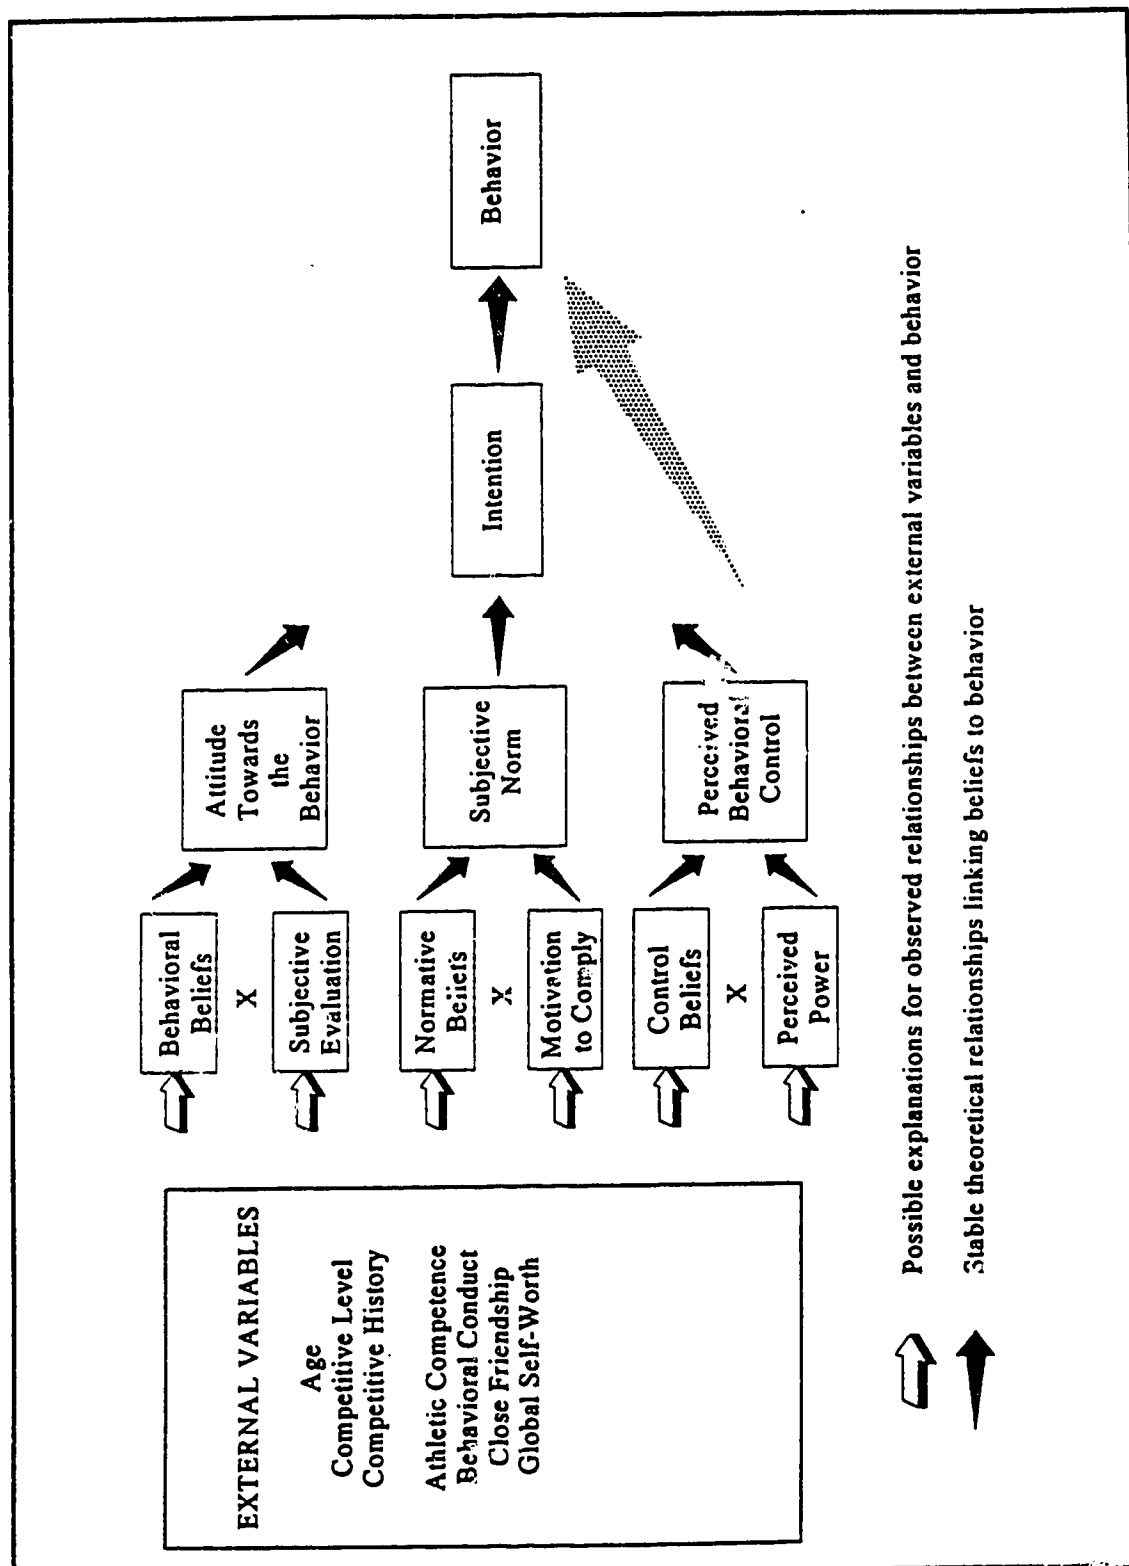 EXTERNAL VARIABLES
Age
Competitive Level
Competitive History
Athletic Competence
Behavioral Conduct
Close Friendship
Global Self-Worth
Behavioral
Beliefs
X
Subjective
Evaluation
Normative
Beliefs
X
Motivation
to Comply
Control
Beliefs
X
Perceived
Power
Attitude
Towards
the
Behavior
Subjective
Norm
Perceived
Behavioral
Control
Intention
Behavior
Possible explanations for observed relationships between external variables and behavior
Stable theoretical relationships linking beliefs to behavior